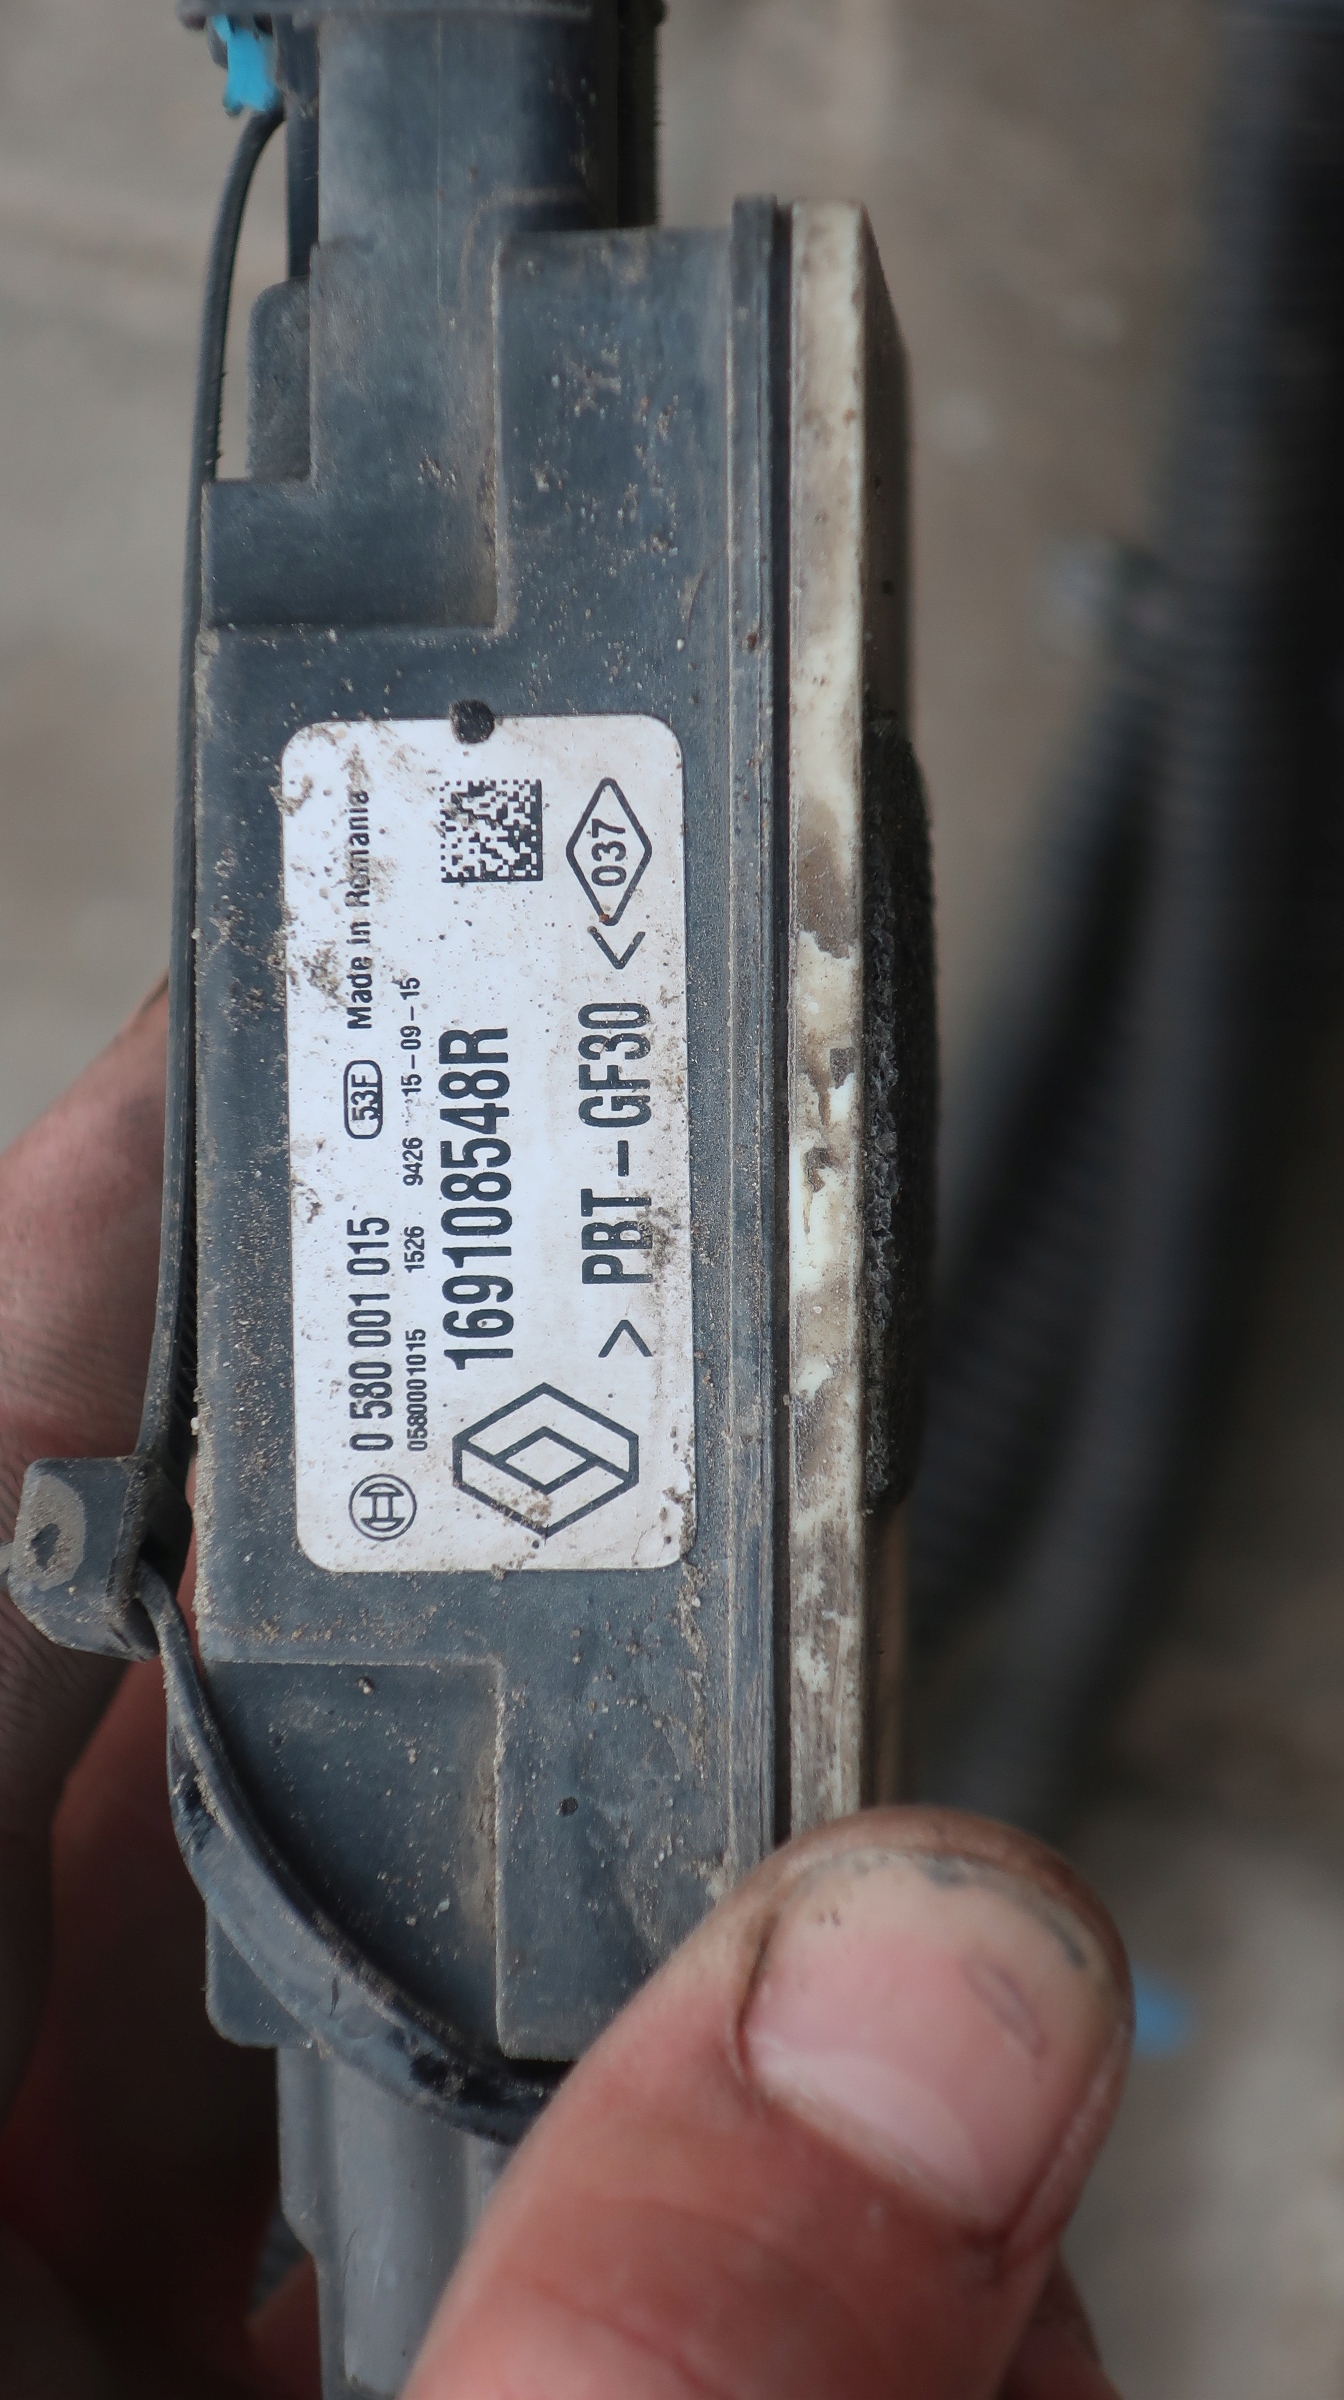 0 580 001 015 53F Made in Romania
0580001015 1526 9426 15-09-15
169108548R
>PBT-GF30< 037